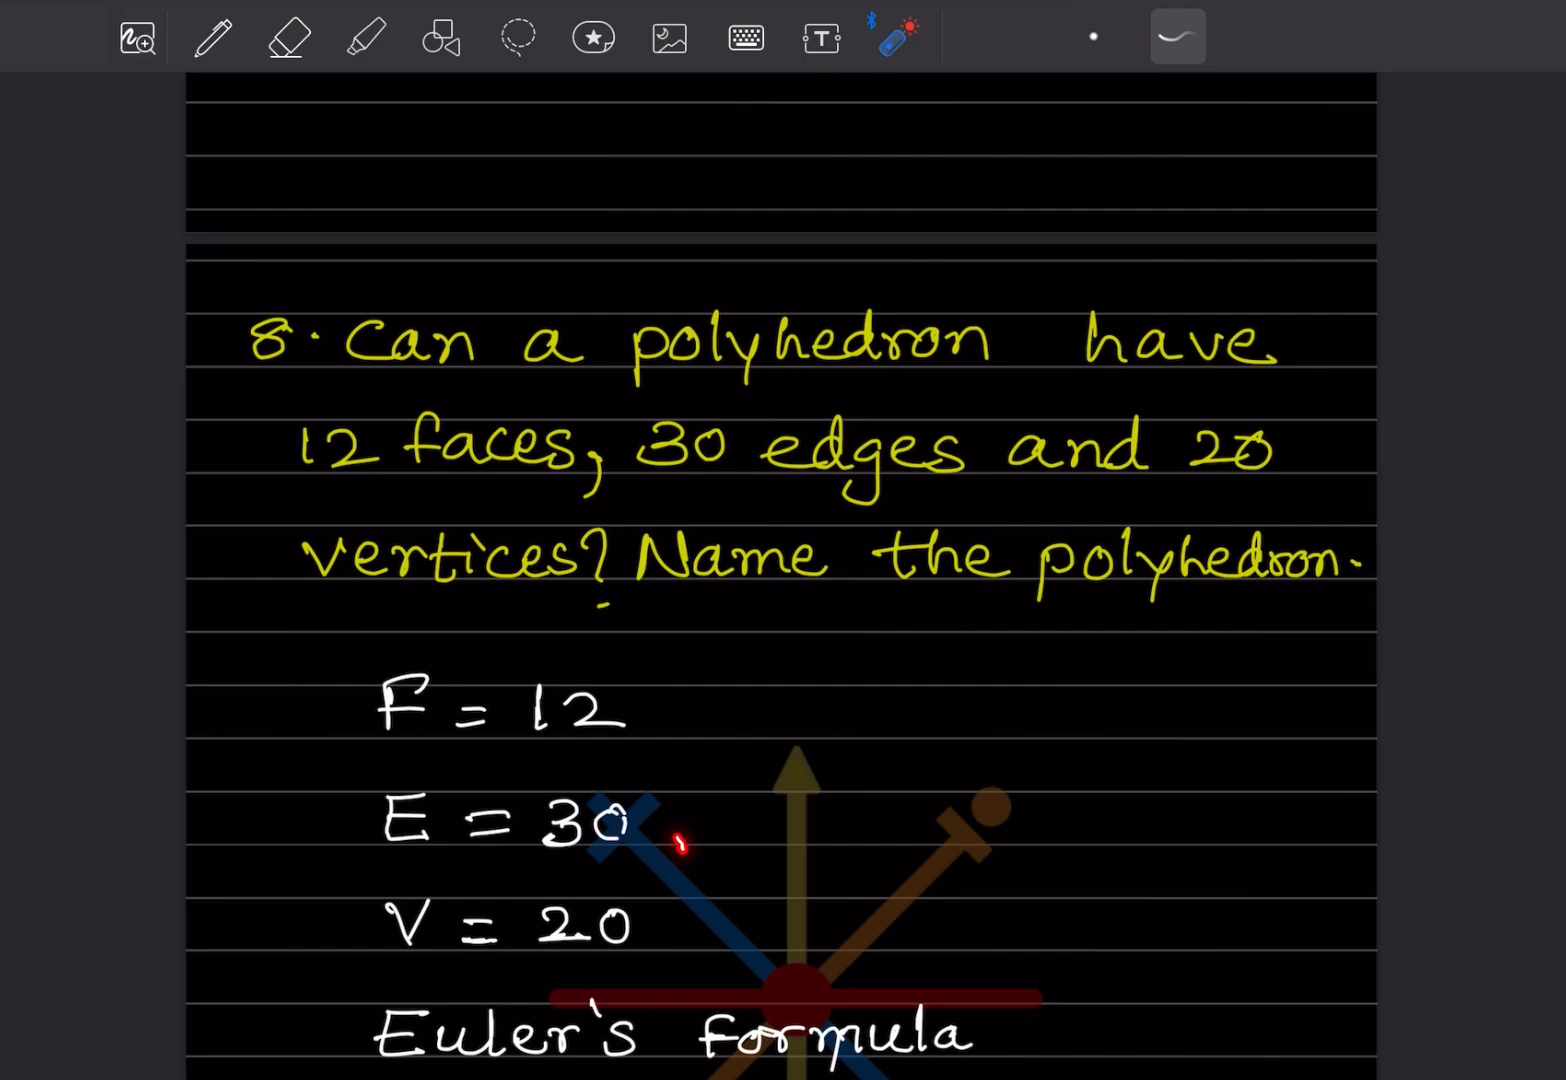 8. Can a polyhedron have
12 faces, 30 edges and 20
vertices? Name the polyhedron.
F = 12
E = 30
V = 20
Euler's formula